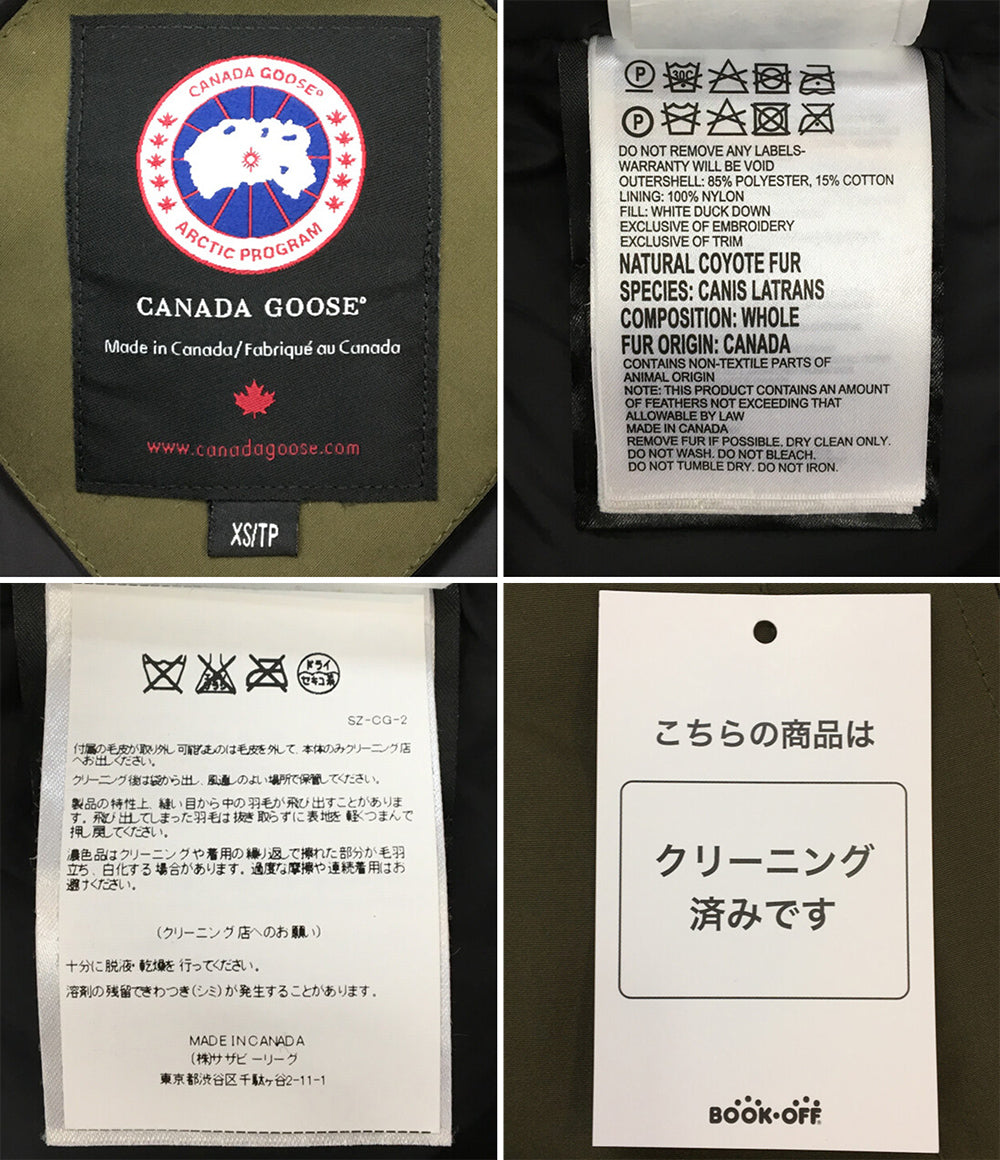 CANADA GOOSE®
ARCTIC PROGRAM
CANADA GOOSE®
Made in Canada/Fabriqué au Canada
www.canadagoose.com
XS/TP
P 30C
P
DO NOT REMOVE ANY LABELS-
WARRANTY WILL BE VOID
OUTERSHELL: 85% POLYESTER, 15% COTTON
LINING: 100% NYLON
FILL: WHITE DUCK DOWN
EXCLUSIVE OF EMBROIDERY
EXCLUSIVE OF TRIM
NATURAL COYOTE FUR
SPECIES: CANIS LATRANS
COMPOSITION: WHOLE
FUR ORIGIN: CANADA
CONTAINS NON-TEXTILE PARTS OF
ANIMAL ORIGIN
NOTE: THIS PRODUCT CONTAINS AN AMOUNT
OF FEATHERS NOT EXCEEDING THAT
ALLOWABLE BY LAW
MADE IN CANADA
REMOVE FUR IF POSSIBLE, DRY CLEAN ONLY.
DO NOT WASH. DO NOT BLEACH.
DO NOT TUMBLE DRY. DO NOT IRON.
ドライ
セキユ系
SZ-CG-2
付属の毛皮が取り外し可能なものは毛皮を外して、本体のみクリーニング店
へお出しください。
クリーニング後は袋から出し、風通しのよい場所で保管してください。
製品の特性上、縫い目から中の羽毛が飛び出すことがありま
す。飛び出してしまった羽毛は抜き取らずに表地を軽くつまんで
押し戻してください。
濃色品はクリーニングや着用の繰り返しで擦れた部分が毛羽
立ち、白化する場合があります。過度な摩擦や連続着用はお
避けください。
(クリーニング店へのお願い)
十分に脱液・乾燥を行ってください。
溶剤の残留できわつき(シミ)が発生することがあります。
MADE IN CANADA
(株)サザビーリーグ
東京都渋谷区千駄ヶ谷2-11-1
こちらの商品は
クリーニング
済みです
BOOK・OFF